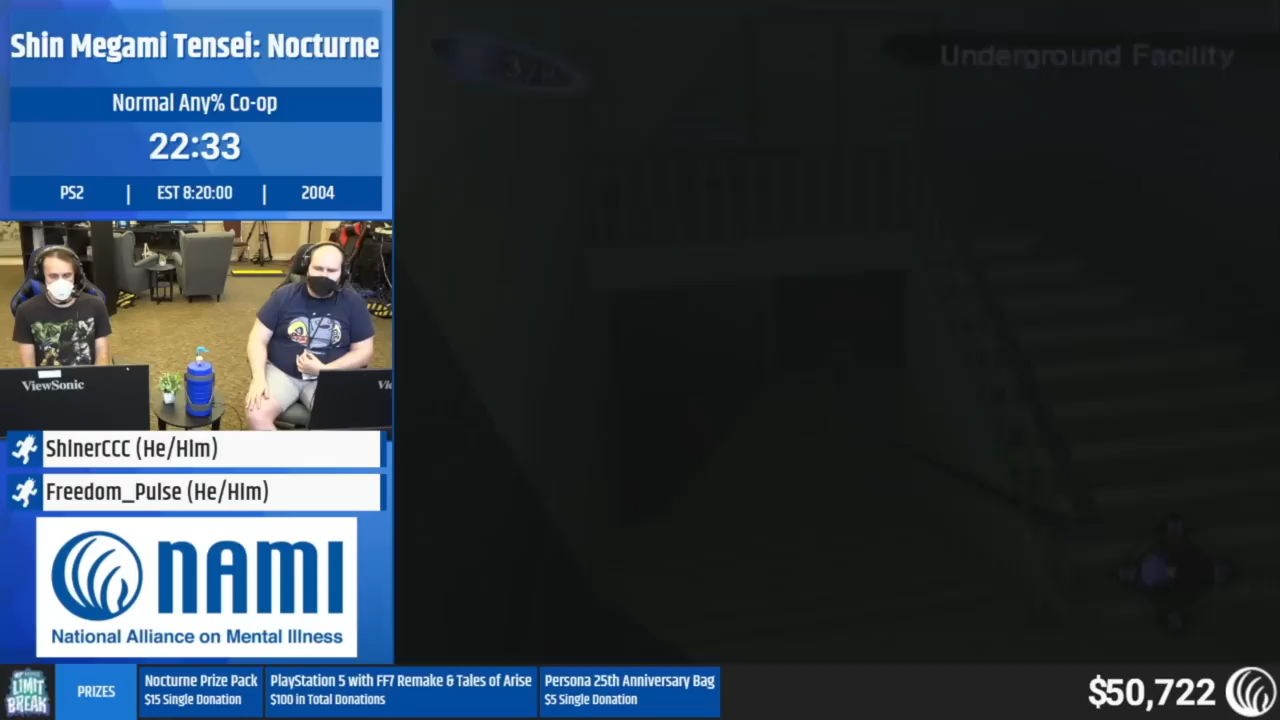 Shin Megami Tensei: Nocturne
Normal Any% Co-op
22:33
PS2 | EST 8:20:00 | 2004
Underground Facility
3/8
ViewSonic
Vi
ShinerCCC (He/Him)
Freedom_Pulse (He/Him)
NAMI
National Alliance on Mental Illness
LIMIT BREAK
PRIZES
Nocturne Prize Pack
$15 Single Donation
PlayStation 5 with FF7 Remake & Tales of Arise
$100 in Total Donations
Persona 25th Anniversary Bag
$5 Single Donation
$50,722